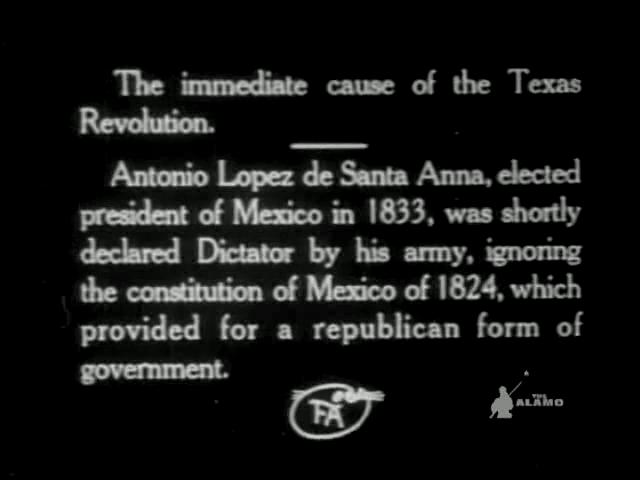 The immediate cause of the Texas
Revolution.
Antonio Lopez de Santa Anna, elected
president of Mexico in 1833, was shortly
declared Dictator by his army, ignoring
the constitution of Mexico of 1824, which
provided for a republican form of
government.
FA
THE
ALAMO